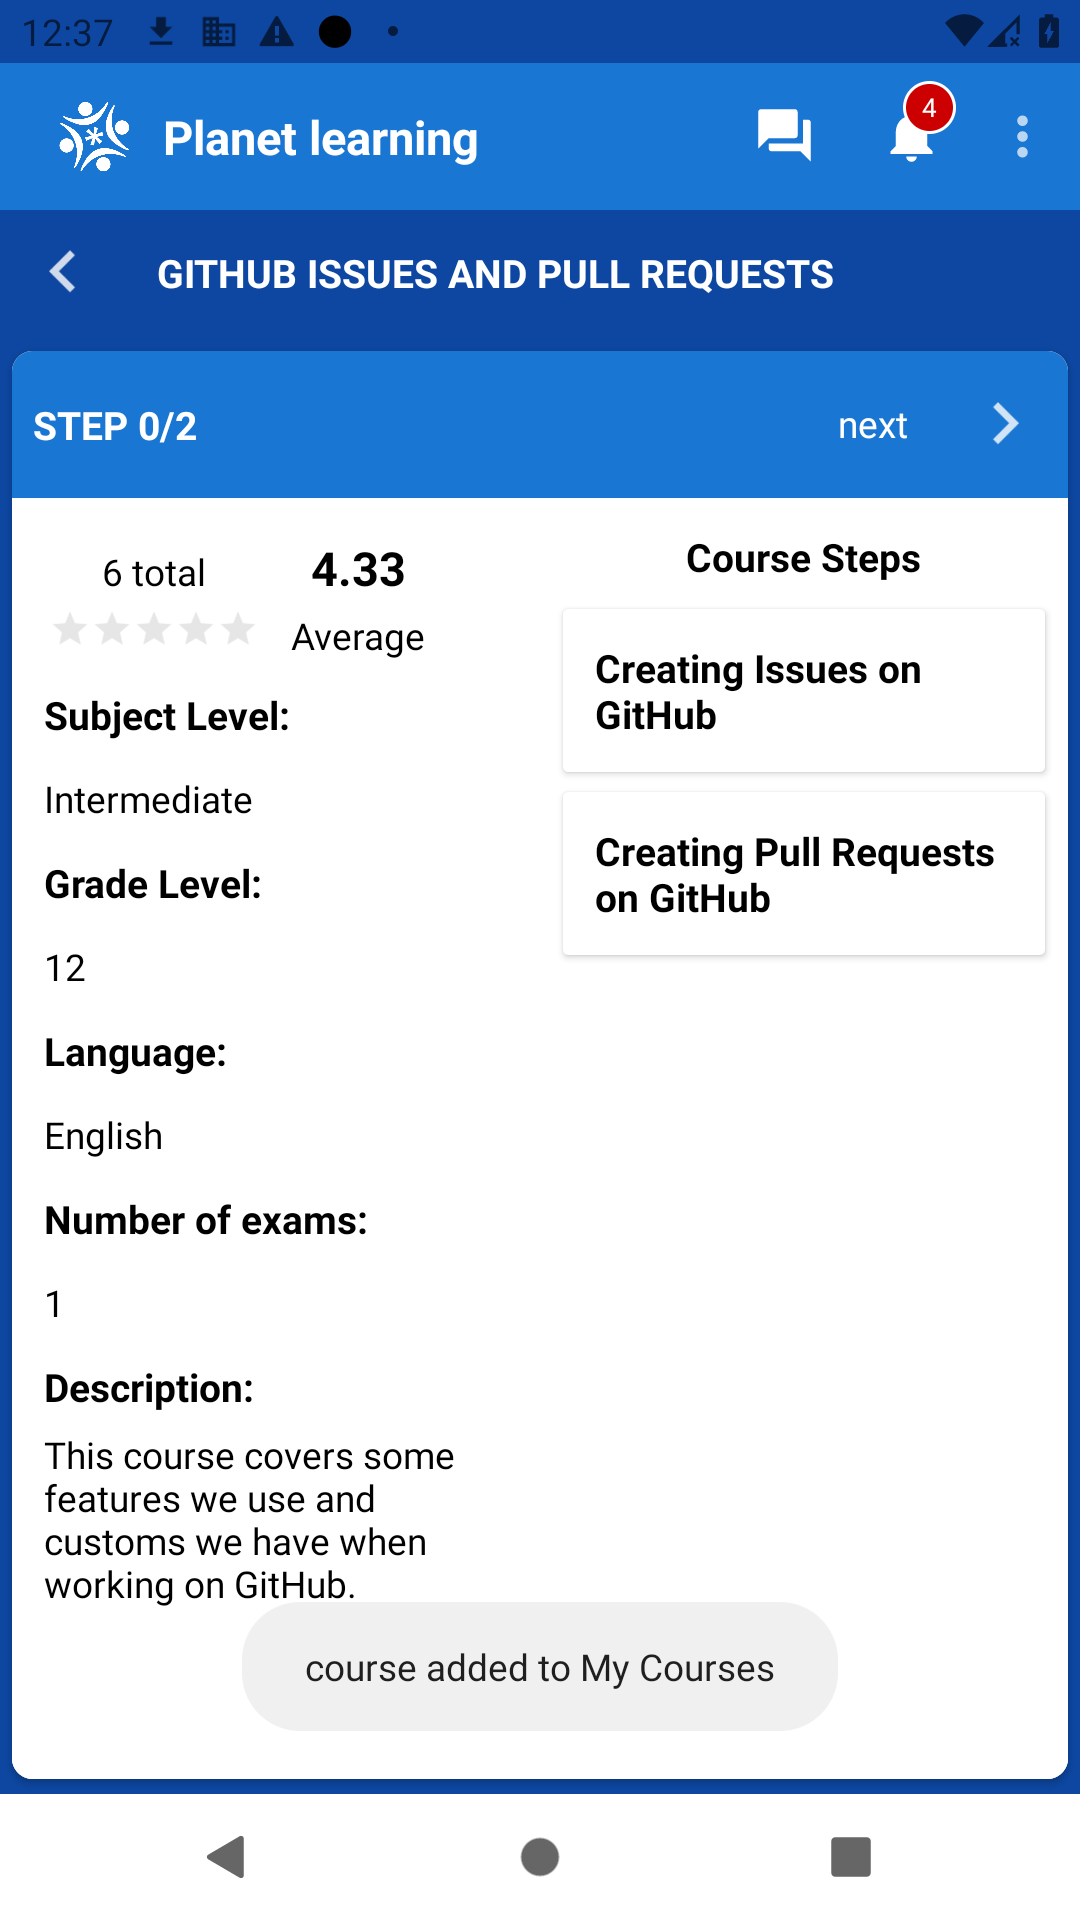 12:37
Planet learning
4
GITHUB ISSUES AND PULL REQUESTS
STEP 0/2
next
6 total
4.33
Average
Subject Level:
Intermediate
Grade Level:
12
Language:
English
Number of exams:
1
Description:
This course covers some
features we use and
customs we have when
working on GitHub.
Course Steps
Creating Issues on
GitHub
Creating Pull Requests
on GitHub
course added to My Courses